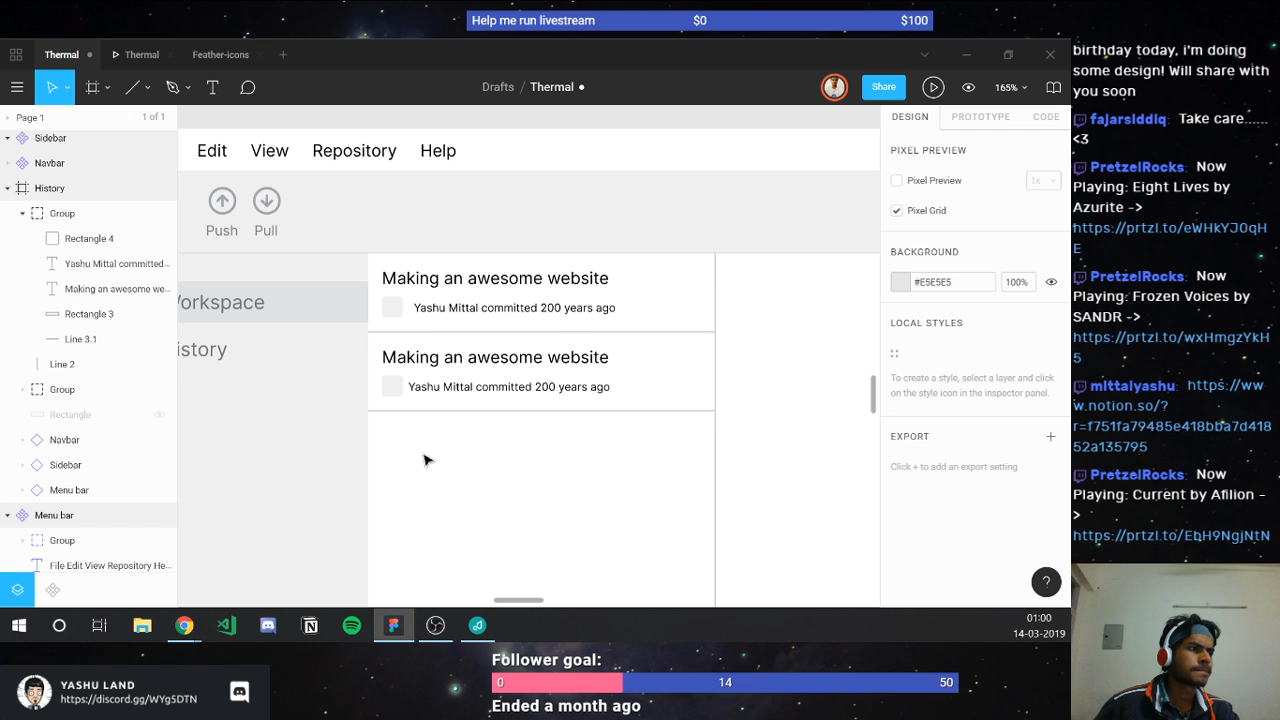 Help me run livestream $0 $100
Thermal
Thermal
Feather-icons
Drafts / Thermal
Share
165%
Page 1
1 of 1
Sidebar
Navbar
History
Group
Rectangle 4
Yashu Mittal committed...
Making an awesome we...
Rectangle 3
Line 3.1
Line 2
Group
Rectangle
Navbar
Sidebar
Menu bar
Menu bar
Group
File Edit View Repository He...
Edit View Repository Help
Push Pull
Workspace
istory
Making an awesome website
Yashu Mittal committed 200 years ago
Making an awesome website
Yashu Mittal committed 200 years ago
DESIGN PROTOTYPE CODE
PIXEL PREVIEW
Pixel Preview 1x
Pixel Grid
BACKGROUND
#E5E5E5 100%
LOCAL STYLES
To create a style, select a layer and click
on the style icon in the inspector panel.
EXPORT
Click + to add an export setting
?
01:00
14-03-2019
birthday today, i'm doing
some design! Will share with
you soon
fajarsiddiq: Take care......
<3
PretzelRocks: Now
Playing: Eight Lives by
Azurite ->
https://prtzl.to/eWHkYJ0qH
E
PretzelRocks: Now
Playing: Frozen Voices by
SANDR ->
https://prtzl.to/wxHmgzYkH
5
mittalyashu: https://ww
w.notion.so/?
r=f751fa79485e418bba7d418
52a135795
PretzelRocks: Now
Playing: Current by Afilion -
>
https://prtzl.to/EbH9NgjNtN
YASHU LAND
https://discord.gg/WYg5DTN
Follower goal:
0 14 50
Ended a month ago